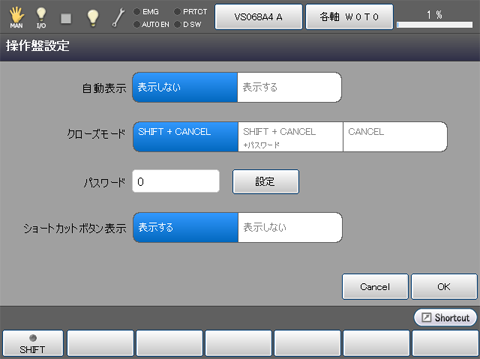 MAN
I/O
EMG
PRTCT
AUTO EN
D SW
VS068A4 A
各軸 W0T0
1 %
操作盤設定
自動表示
表示しない
表示する
クローズモード
SHIFT + CANCEL
SHIFT + CANCEL
+パスワード
CANCEL
パスワード
0
設定
ショートカットボタン表示
表示する
表示しない
Cancel
OK
Shortcut
SHIFT